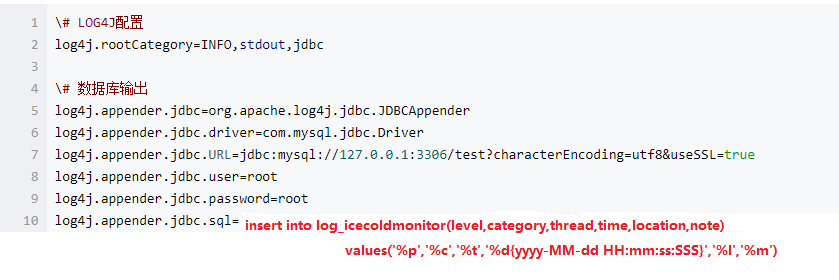 1 \# LOG4J配置
2 log4j.rootCategory=INFO,stdout,jdbc
3
4 \# 数据库输出
5 log4j.appender.jdbc=org.apache.log4j.jdbc.JDBCAppender
6 log4j.appender.jdbc.driver=com.mysql.jdbc.Driver
7 log4j.appender.jdbc.URL=jdbc:mysql://127.0.0.1:3306/test?characterEncoding=utf8&useSSL=true
8 log4j.appender.jdbc.user=root
9 log4j.appender.jdbc.password=root
10 log4j.appender.jdbc.sql= insert into log_icecoldmonitor(level,category,thread,time,location,note)
values('%p','%c','%t','%d{yyyy-MM-dd HH:mm:ss:SSS}','%l','%m')